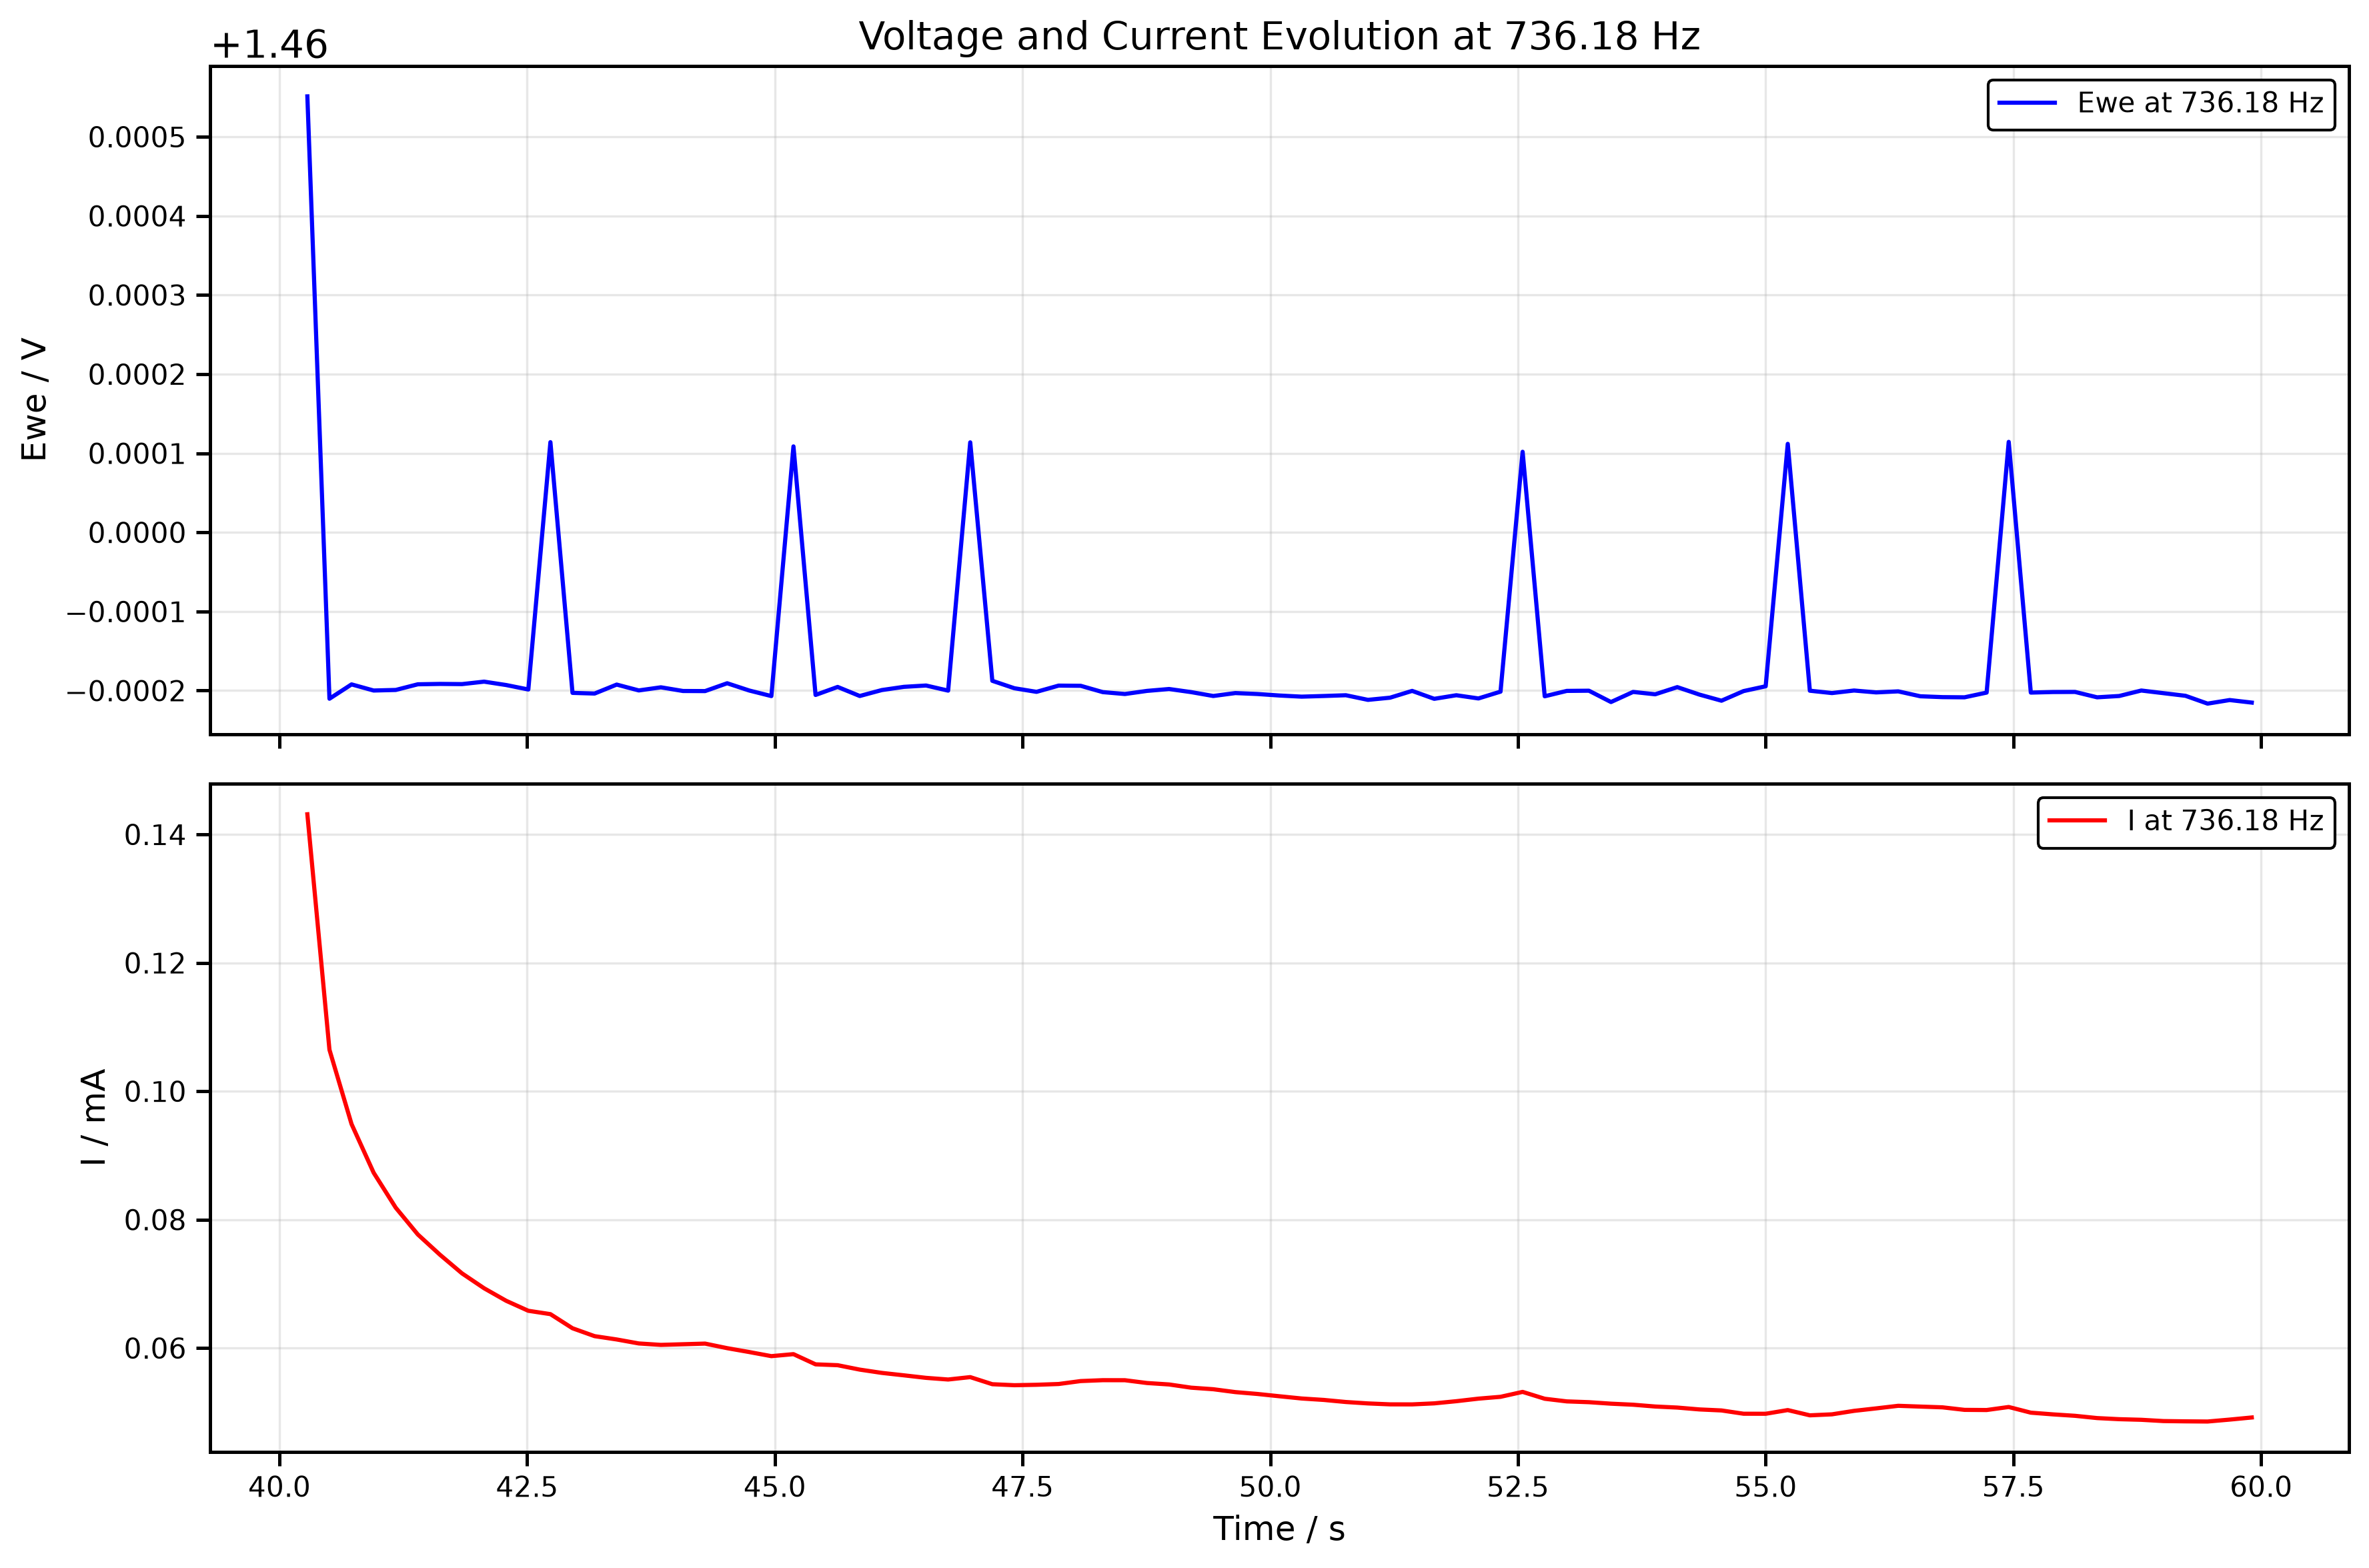 Voltage and Current Evolution at 736.18 Hz
+1.46
Ewe at 736.18 Hz
0.0005
0.0004
0.0003
0.0002
0.0001
0.0000
−0.0001
−0.0002
Ewe / V
I at 736.18 Hz
0.14
0.12
0.10
0.08
0.06
I / mA
40.0 42.5 45.0 47.5 50.0 52.5 55.0 57.5 60.0
Time / s